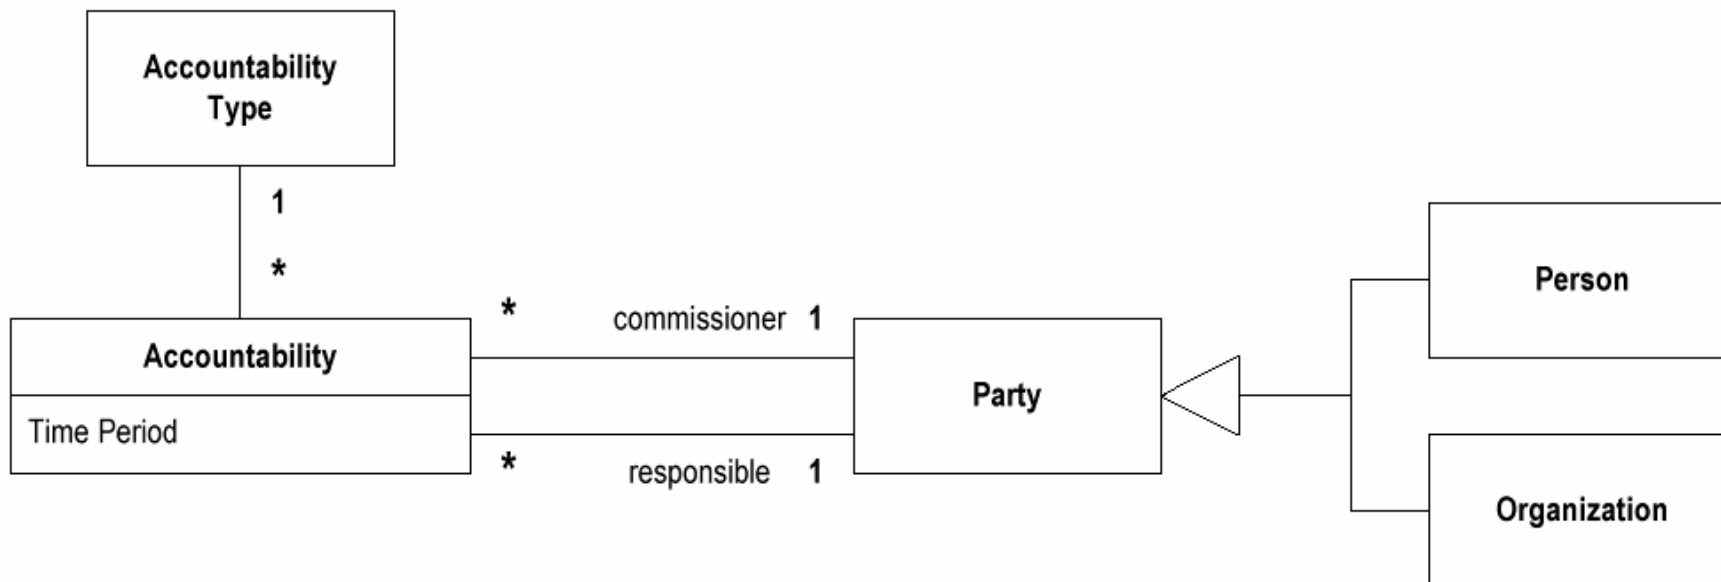 Accountability
Type
1
*
* commissioner 1
Accountability
Time Period
* responsible 1
Party
Person
Organization